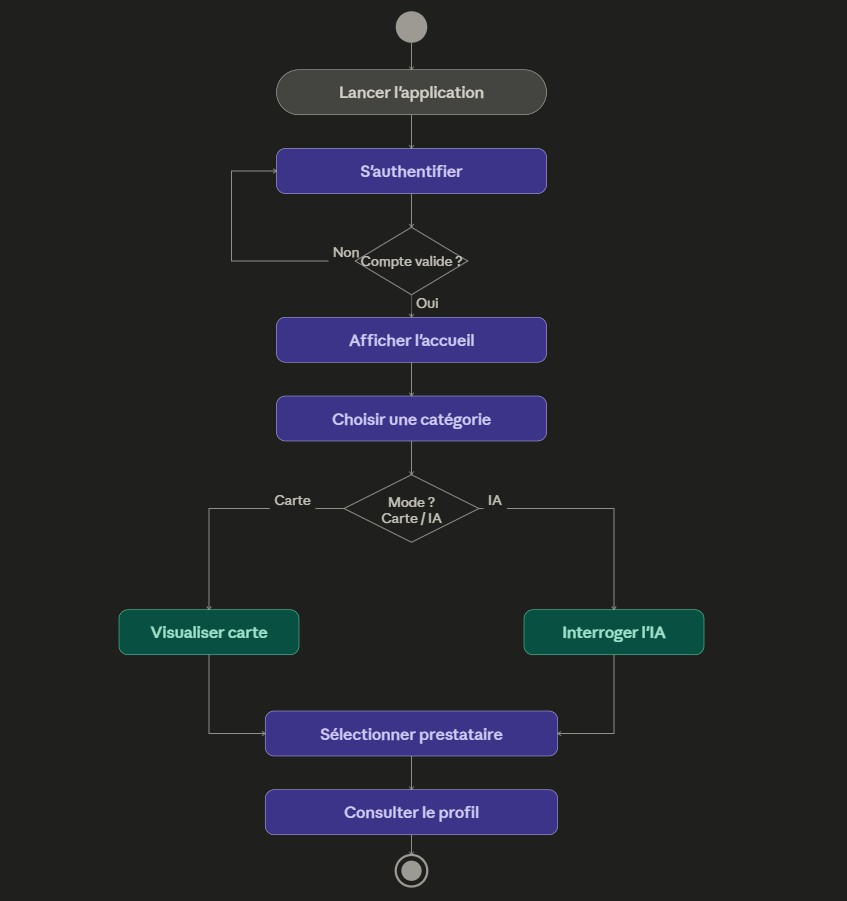 Lancer l'application
S'authentifier
Non
Compte valide ?
Oui
Afficher l'accueil
Choisir une catégorie
Carte
Mode ?
Carte / IA
IA
Visualiser carte
Interroger l'IA
Sélectionner prestataire
Consulter le profil